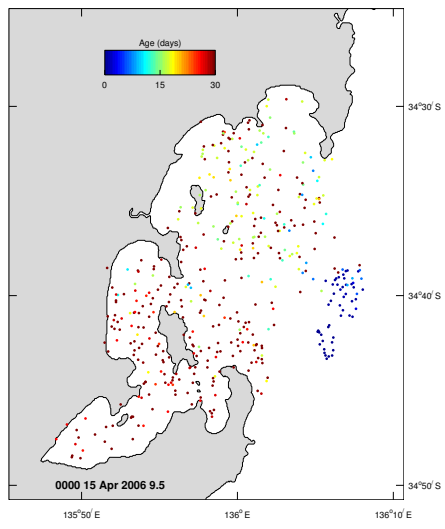 Age (days)
0 15 30
34°30' S
34°40' S
0000 15 Apr 2006 9.5
34°50' S
135°50' E 136°E 136°10' E